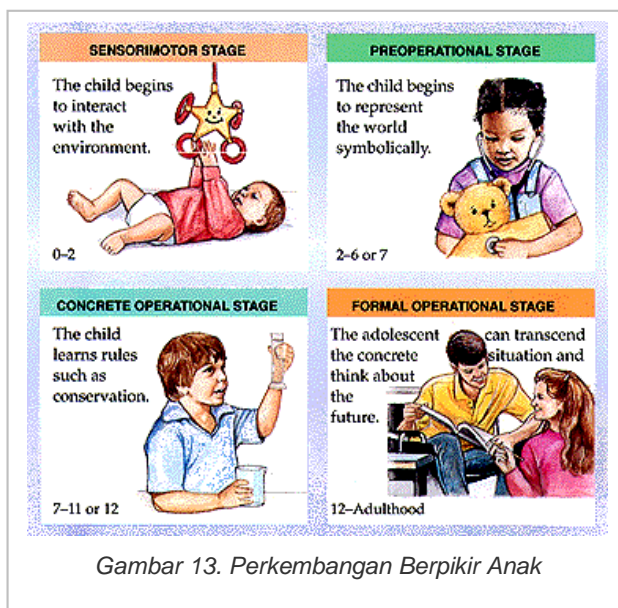 SENSORIMOTOR STAGE
The child begins
to interact
with the
environment.
0–2
PREOPERATIONAL STAGE
The child begins
to represent
the world
symbolically.
2–6 or 7
CONCRETE OPERATIONAL STAGE
The child
learns rules
such as
conservation.
7–11 or 12
FORMAL OPERATIONAL STAGE
The adolescent can transcend
the concrete situation and
think about
the
future.
12–Adulthood
Gambar 13. Perkembangan Berpikir Anak